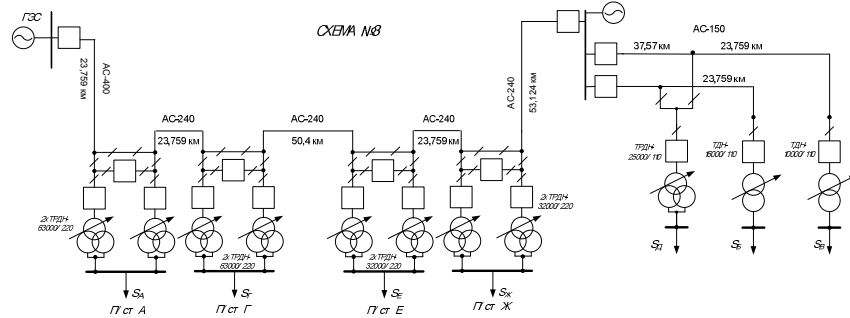 ГЭС
СХЕМА №8
АС-400
23,759 км
АС-240
23,759 км
АС-240
50,4 км
АС-240
23,759 км
АС-240
53,124 км
АС-150
37,57 км
23,759 км
23,759 км
2хТРДН-
63000/220
2хТРДН-
63000/220
2хТРДН-
32000/220
2хТРДН-
32000/220
ТРДН-
25000/110
ТДН-
16000/110
ТДН-
10000/110
SА
SГ
SЕ
SЖ
SД
SБ
SВ
П/ст А
П/ст Г
П/ст Е
П/ст Ж